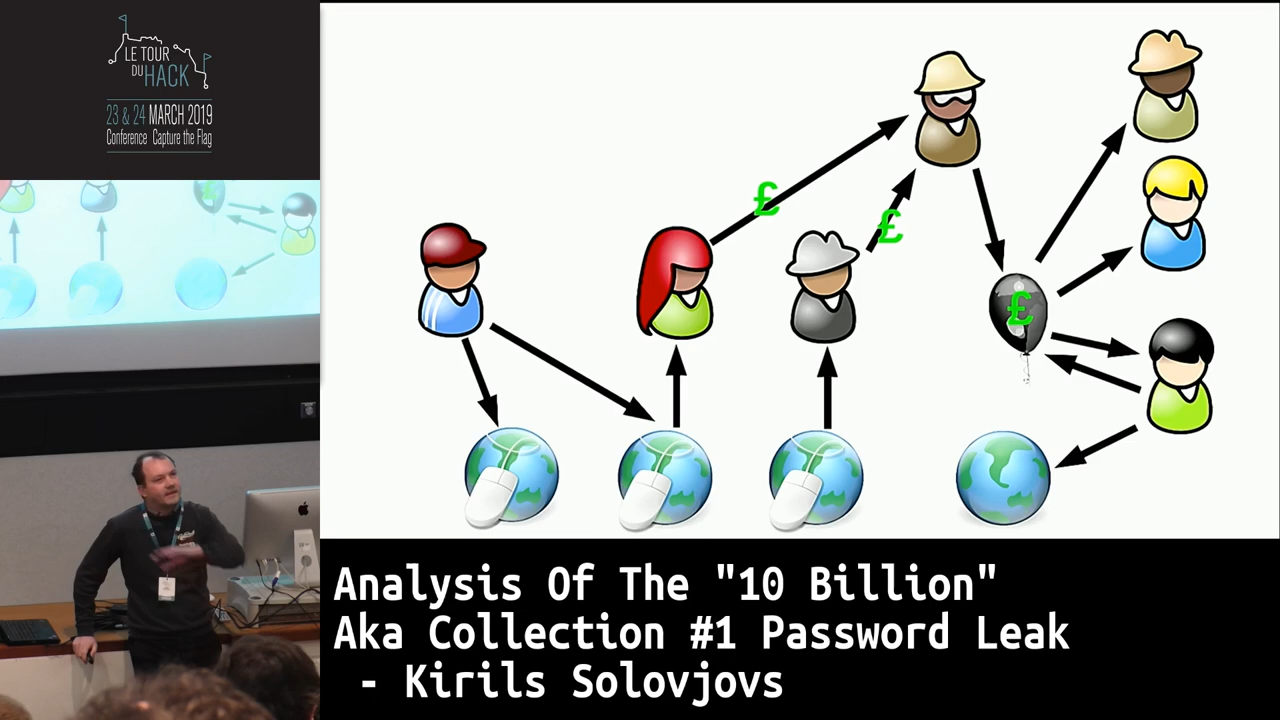 LE TOUR
DU HACK
23 & 24 MARCH 2019
Conference Capture the Flag
£
£
£
Analysis Of The "10 Billion"
Aka Collection #1 Password Leak
- Kirils Solovjovs